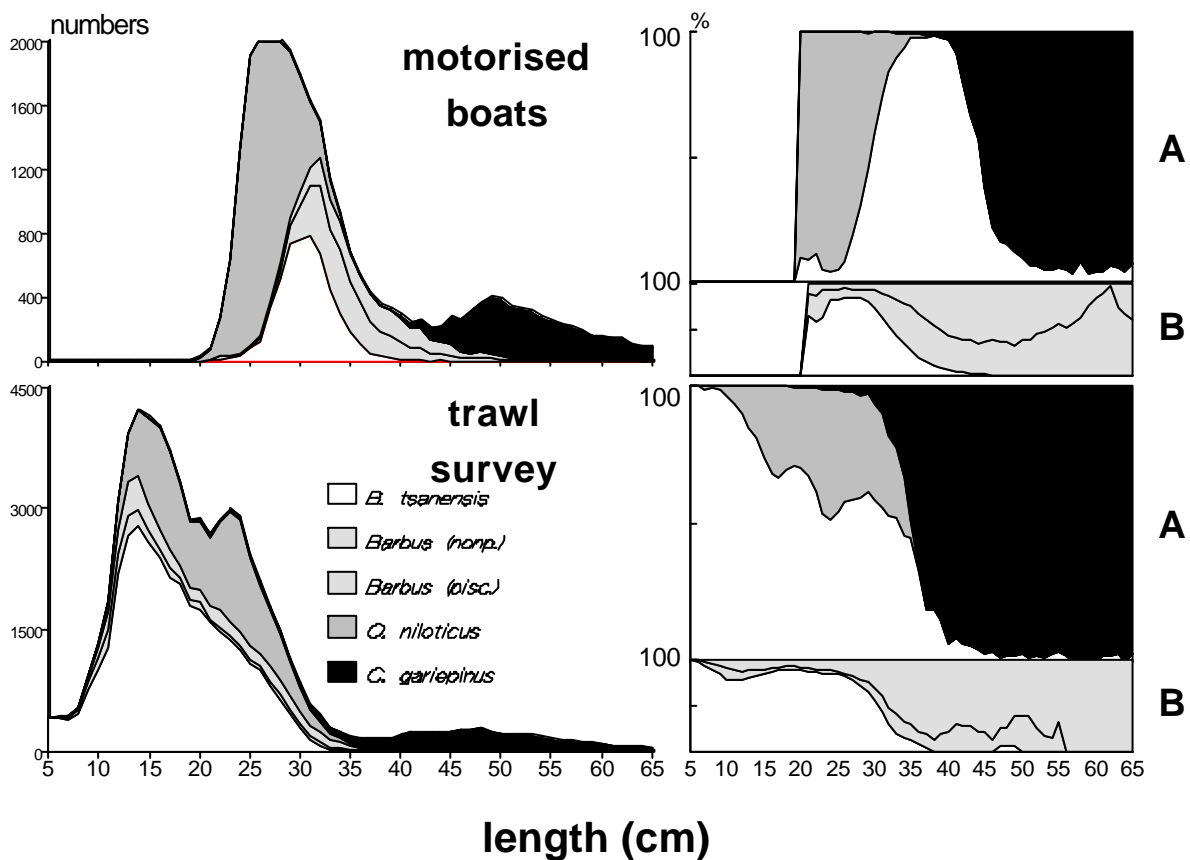 numbers
2000
1600
1200
800
400
0
motorised
boats
%
100
A
100
B
4500
3000
1500
0
trawl
survey
B. tsanensis
Barbus (nonp.)
Barbus (pisc.)
O. niloticus
C. gariepinus
5 10 15 20 25 30 35 40 45 50 55 60 65
100
A
100
B
5 15 20 25 30 35 40 45 50 55 60 65
length (cm)